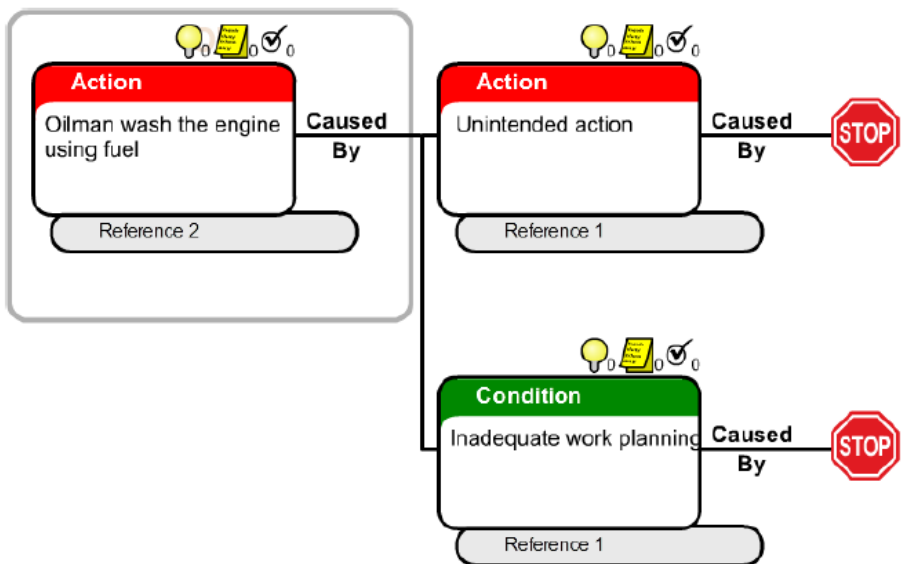 0 0 0
Action
Oilman wash the engine
using fuel
Caused
By
Reference 2
0 0 0
Action
Unintended action
Caused
By
STOP
Reference 1
0 0 0
Condition
Inadequate work planning
Caused
By
STOP
Reference 1